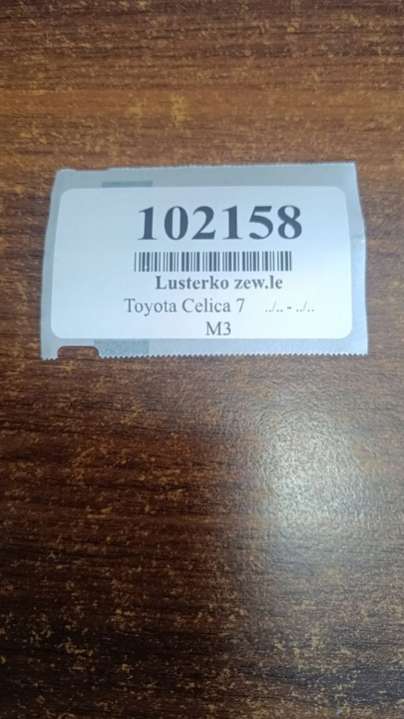 102158
Lusterko zew.le
Toyota Celica 7 ../.. - ../..
M3